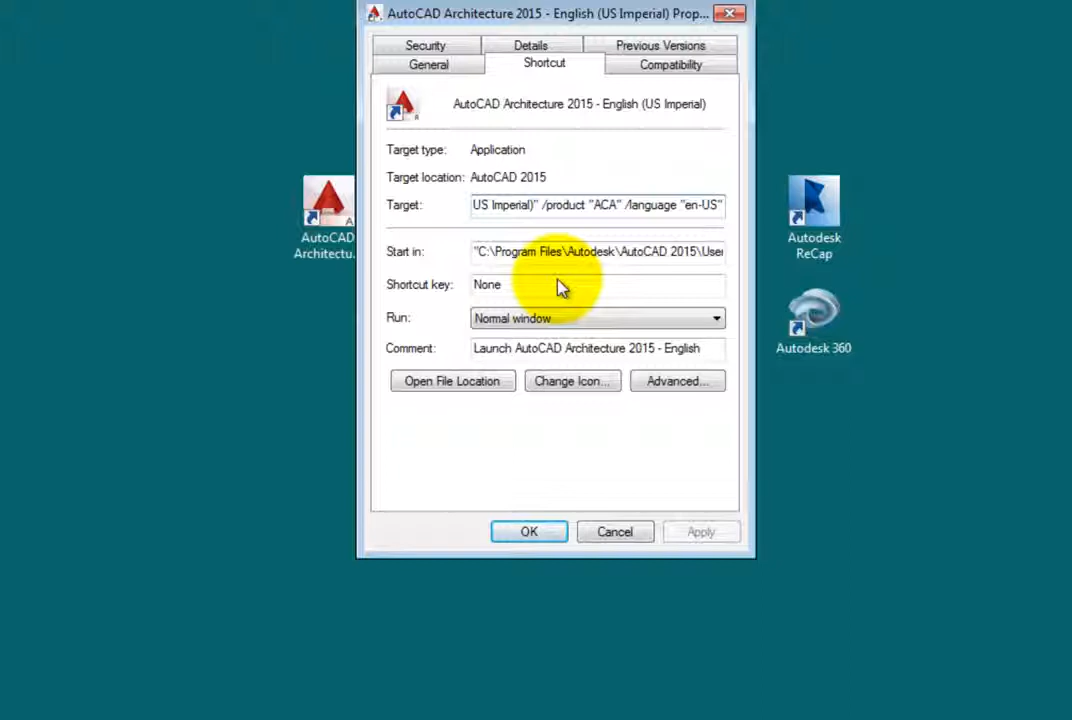 AutoCAD Architecture 2015 - English (US Imperial) Prop...
Security
Details
Previous Versions
General
Shortcut
Compatibility
AutoCAD Architecture 2015 - English (US Imperial)
Target type: Application
Target location: AutoCAD 2015
Target: US Imperial)" /product "ACA" /language "en-US"
Start in: "C:\Program Files\Autodesk\AutoCAD 2015\User
Shortcut key: None
Run: Normal window
Comment: Launch AutoCAD Architecture 2015 - English
Open File Location
Change Icon...
Advanced...
OK
Cancel
Apply
AutoCAD
Architectu.
Autodesk
ReCap
Autodesk 360